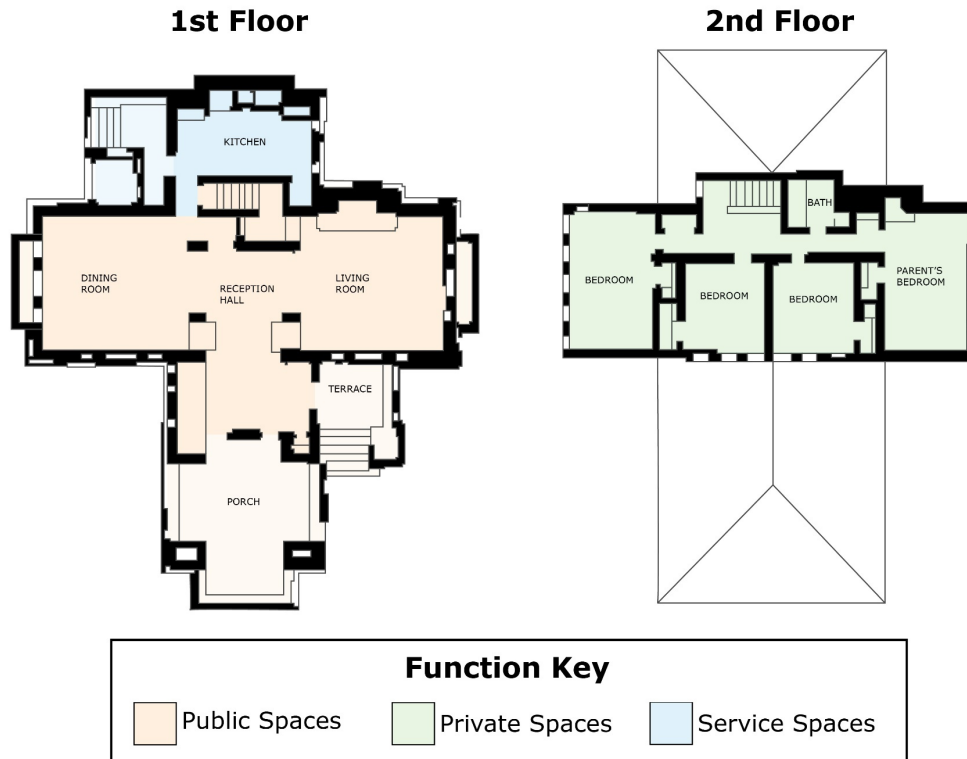 1st Floor
2nd Floor
KITCHEN
DINING
ROOM
RECEPTION
HALL
LIVING
ROOM
TERRACE
PORCH
BATH
BEDROOM
BEDROOM
BEDROOM
PARENT'S
BEDROOM
Function Key
Public Spaces
Private Spaces
Service Spaces